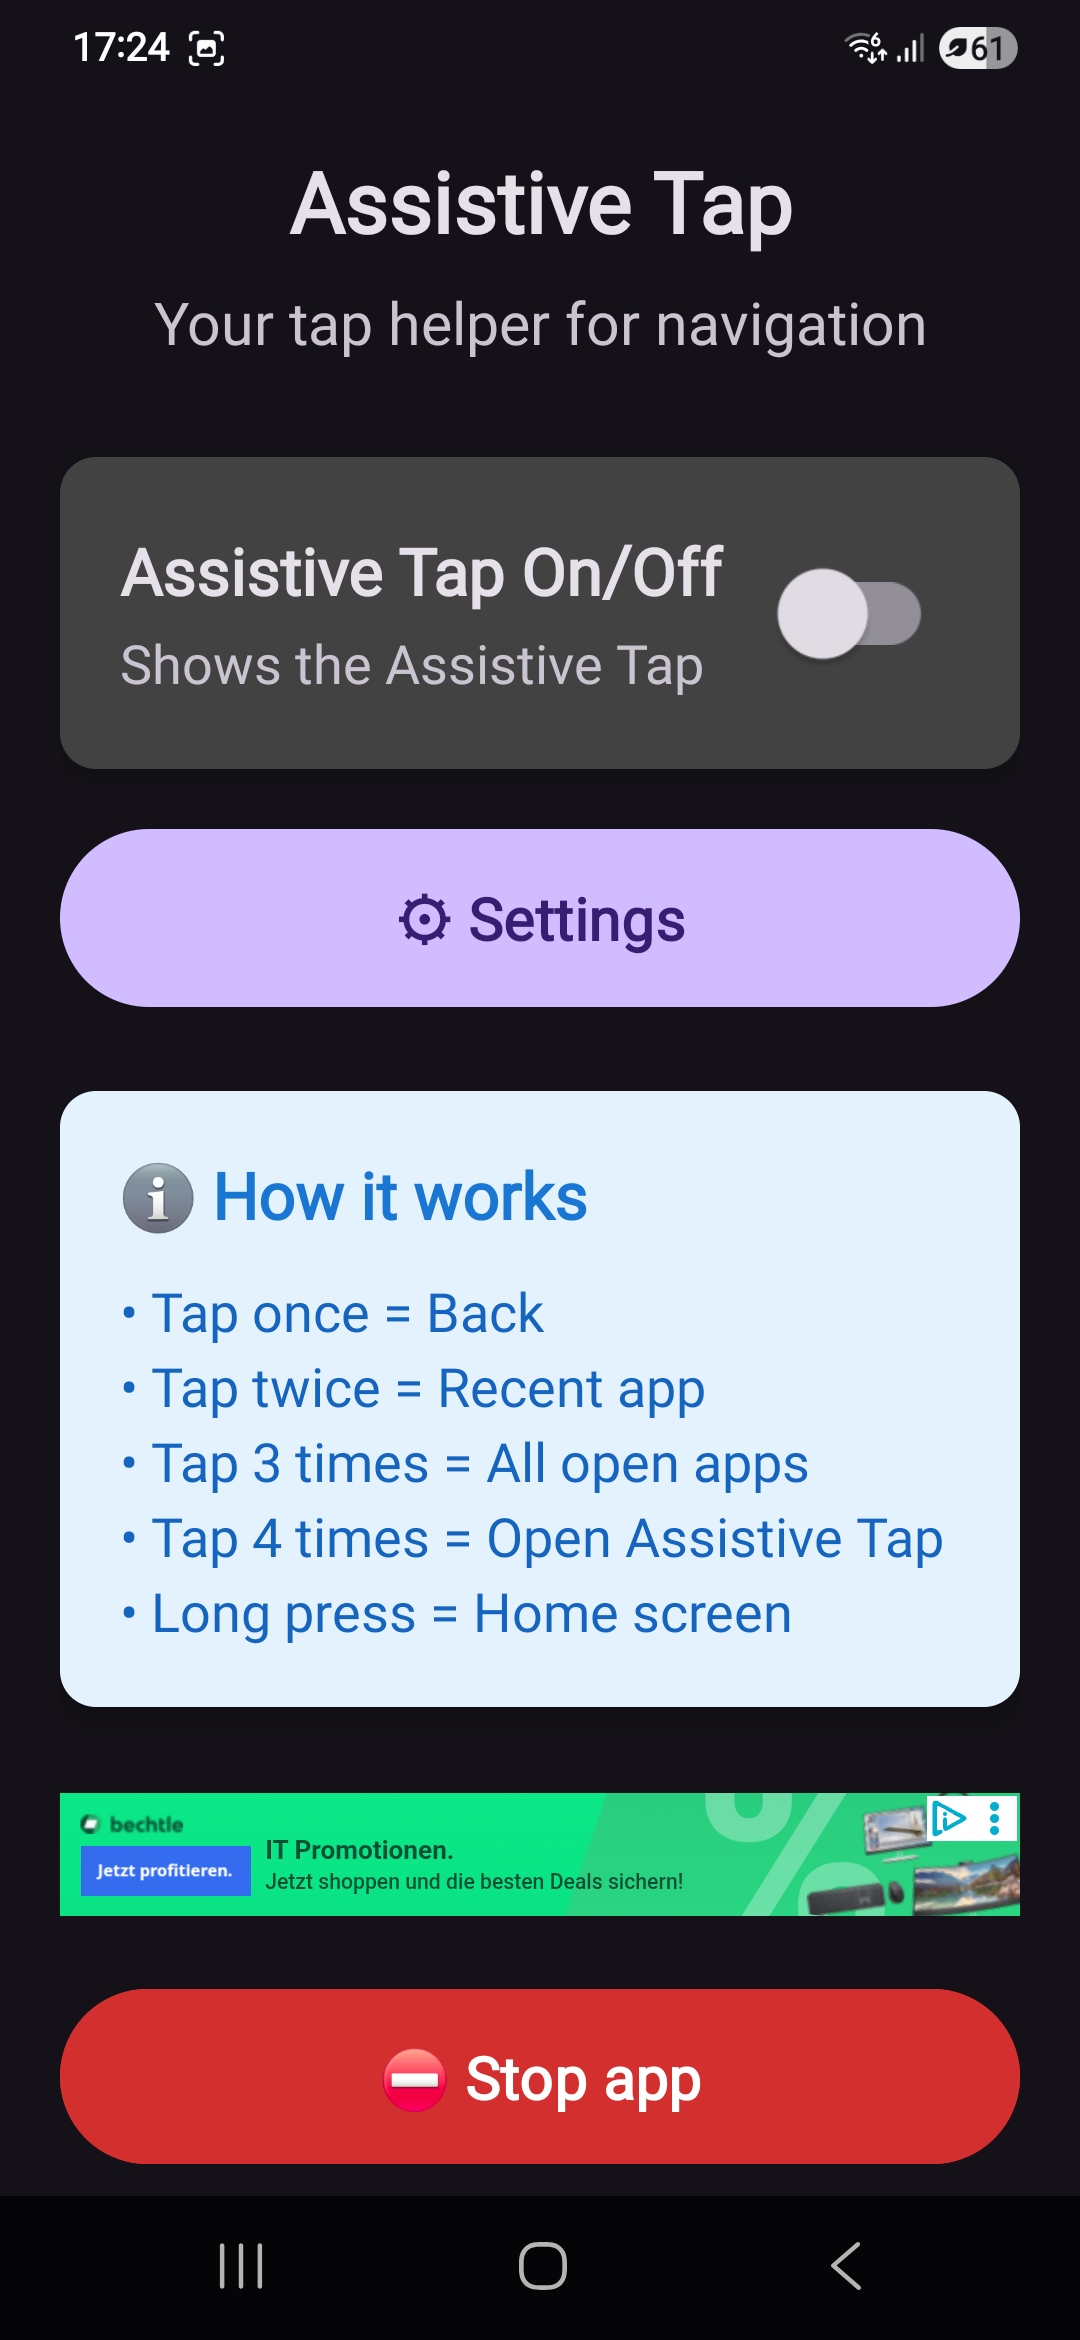 17:24
6
61
Assistive Tap
Your tap helper for navigation
Assistive Tap On/Off
Shows the Assistive Tap
⚙ Settings
ℹ How it works
• Tap once = Back
• Tap twice = Recent app
• Tap 3 times = All open apps
• Tap 4 times = Open Assistive Tap
• Long press = Home screen
bechtle
Jetzt profitieren.
IT Promotionen.
Jetzt shoppen und die besten Deals sichern!
%
⛔ Stop app